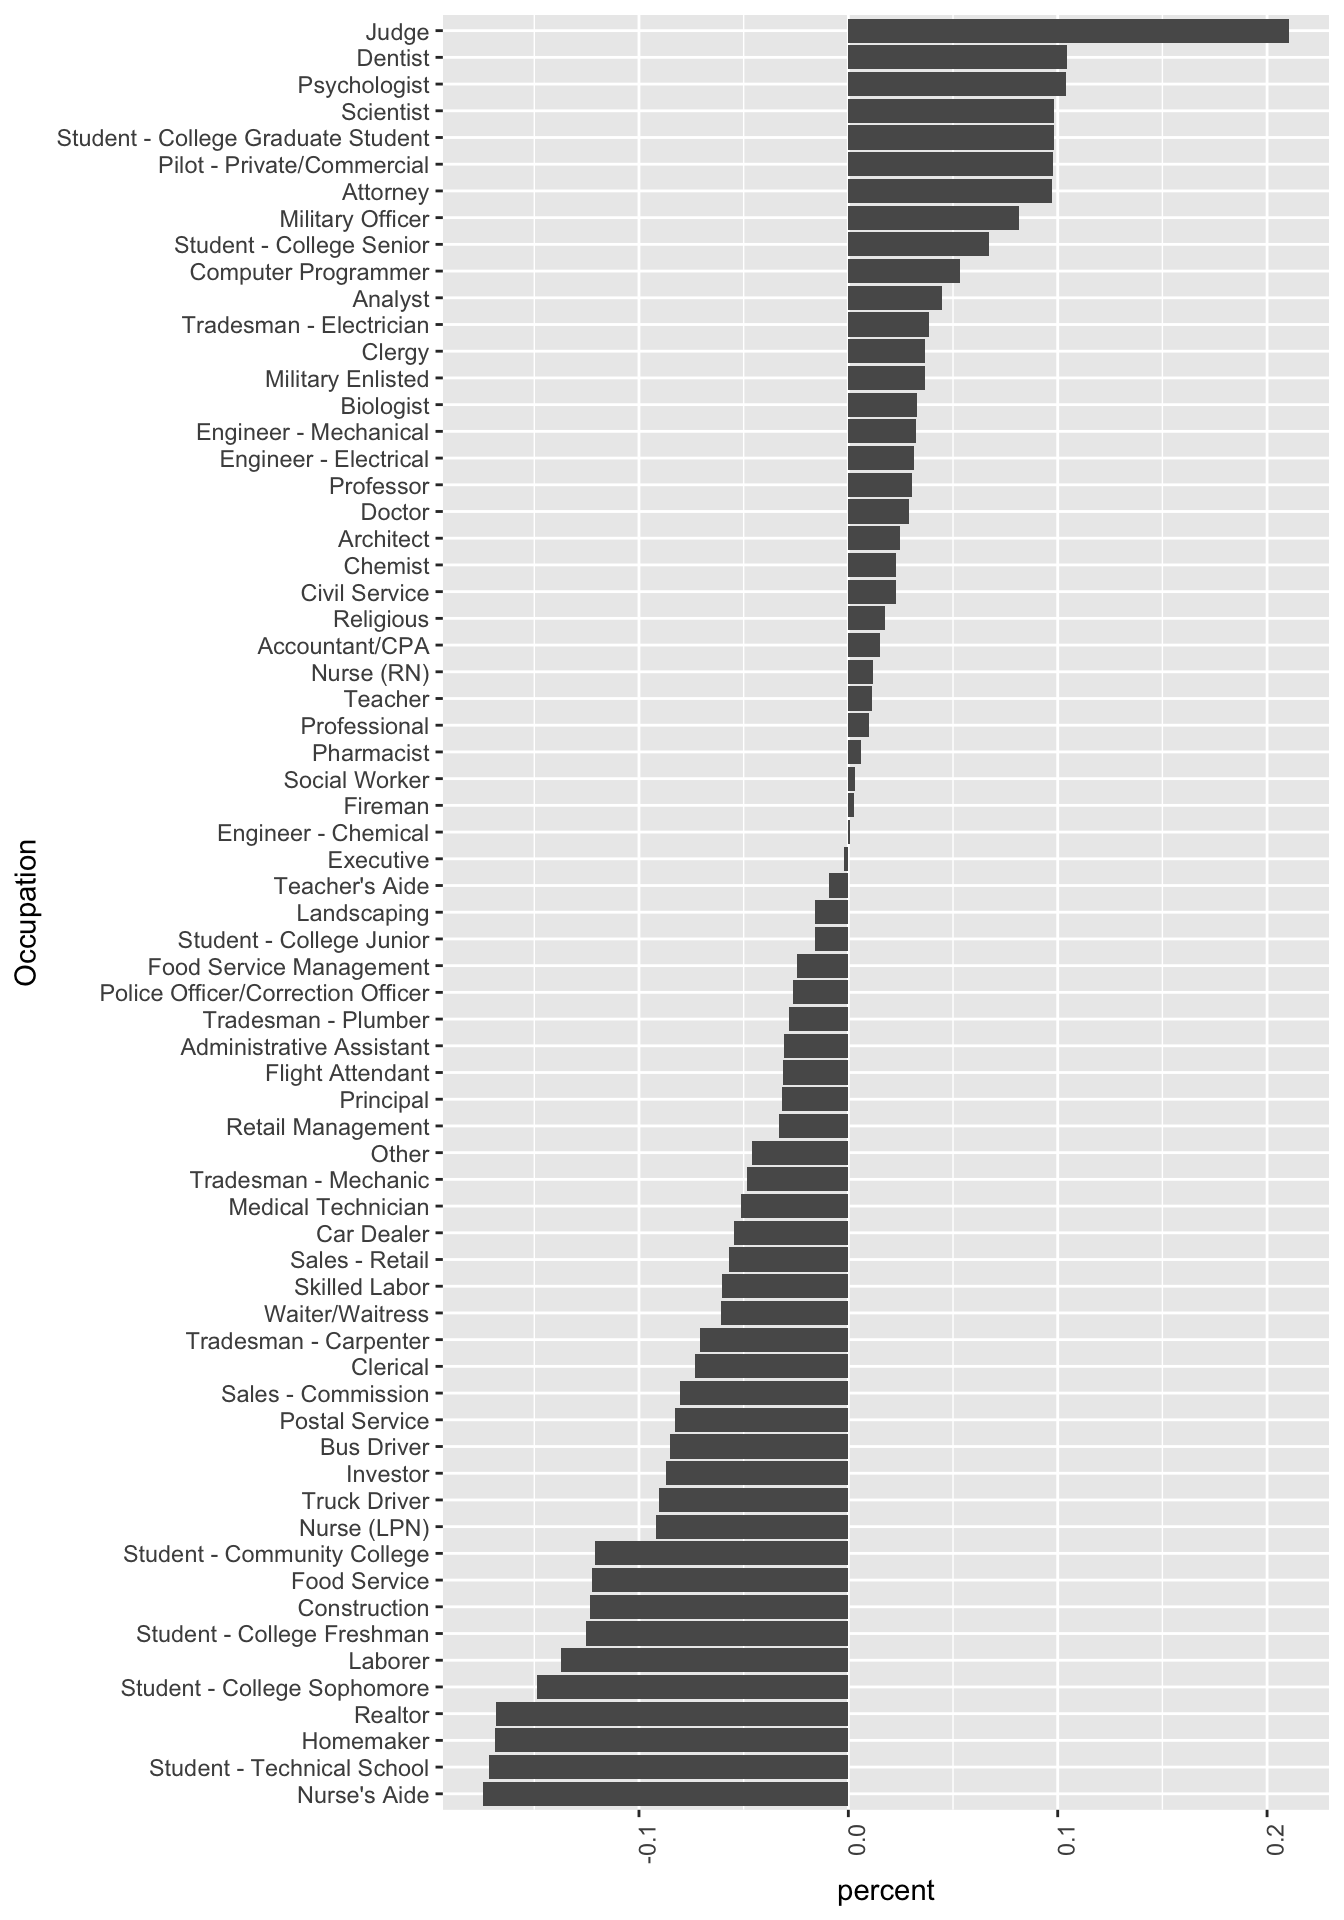 Judge
Dentist
Psychologist
Scientist
Student - College Graduate Student
Pilot - Private/Commercial
Attorney
Military Officer
Student - College Senior
Computer Programmer
Analyst
Tradesman - Electrician
Clergy
Military Enlisted
Biologist
Engineer - Mechanical
Engineer - Electrical
Professor
Doctor
Architect
Chemist
Civil Service
Religious
Accountant/CPA
Nurse (RN)
Teacher
Professional
Pharmacist
Social Worker
Fireman
Engineer - Chemical
Executive
Teacher's Aide
Landscaping
Student - College Junior
Food Service Management
Police Officer/Correction Officer
Tradesman - Plumber
Administrative Assistant
Flight Attendant
Principal
Retail Management
Other
Tradesman - Mechanic
Medical Technician
Car Dealer
Sales - Retail
Skilled Labor
Waiter/Waitress
Tradesman - Carpenter
Clerical
Sales - Commission
Postal Service
Bus Driver
Investor
Truck Driver
Nurse (LPN)
Student - Community College
Food Service
Construction
Student - College Freshman
Laborer
Student - College Sophomore
Realtor
Homemaker
Student - Technical School
Nurse's Aide
Occupation
-0.1
0.0
0.1
0.2
percent